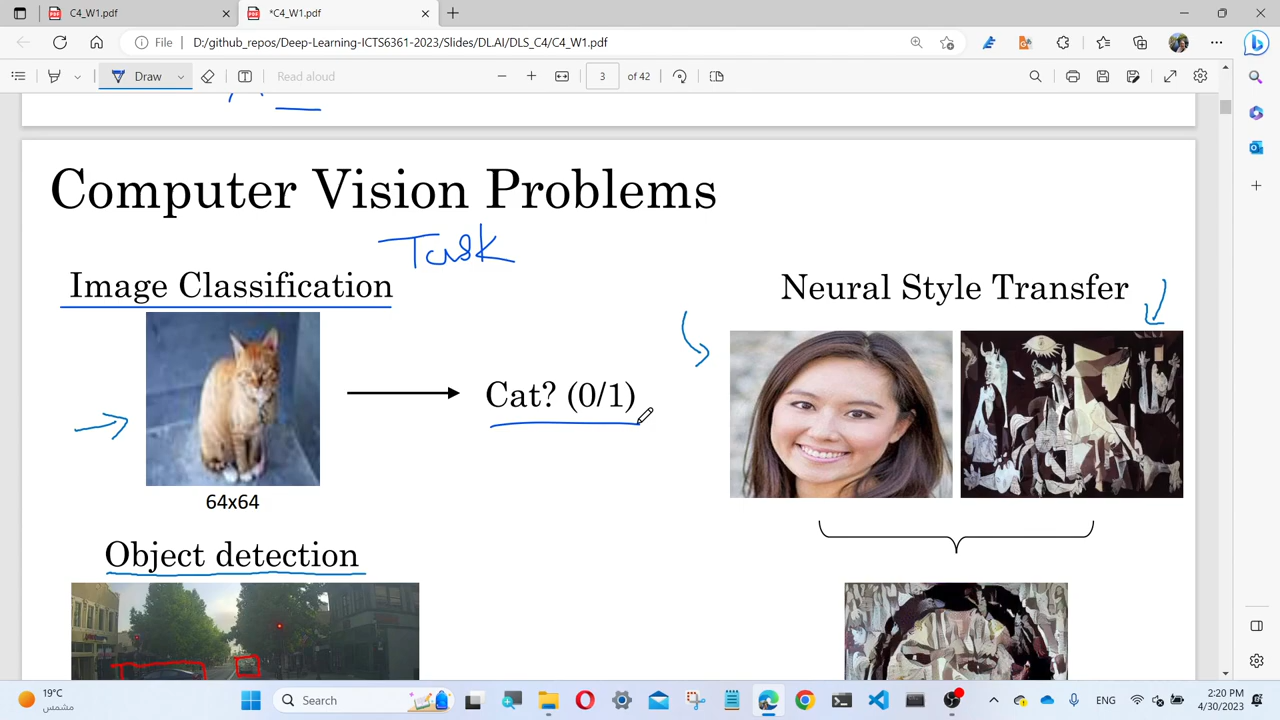 C4_W1.pdf
*C4_W1.pdf
File
D:/github_repos/Deep-Learning-ICTS6361-2023/Slides/DL.AI/DLS_C4/C4_W1.pdf
Draw
Read aloud
3
of 42
Computer Vision Problems
Task
Image Classification
Neural Style Transfer
Cat? (0/1)
64x64
Object detection
19°C
مشمس
Search
ENG
2:20 PM
4/30/2023